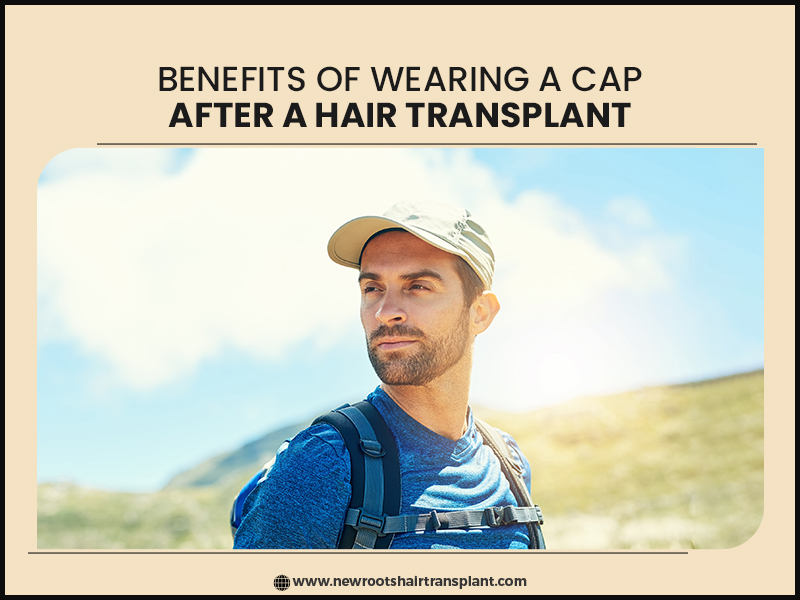 BENEFITS OF WEARING A CAP
AFTER A HAIR TRANSPLANT
www.newrootshairtransplant.com